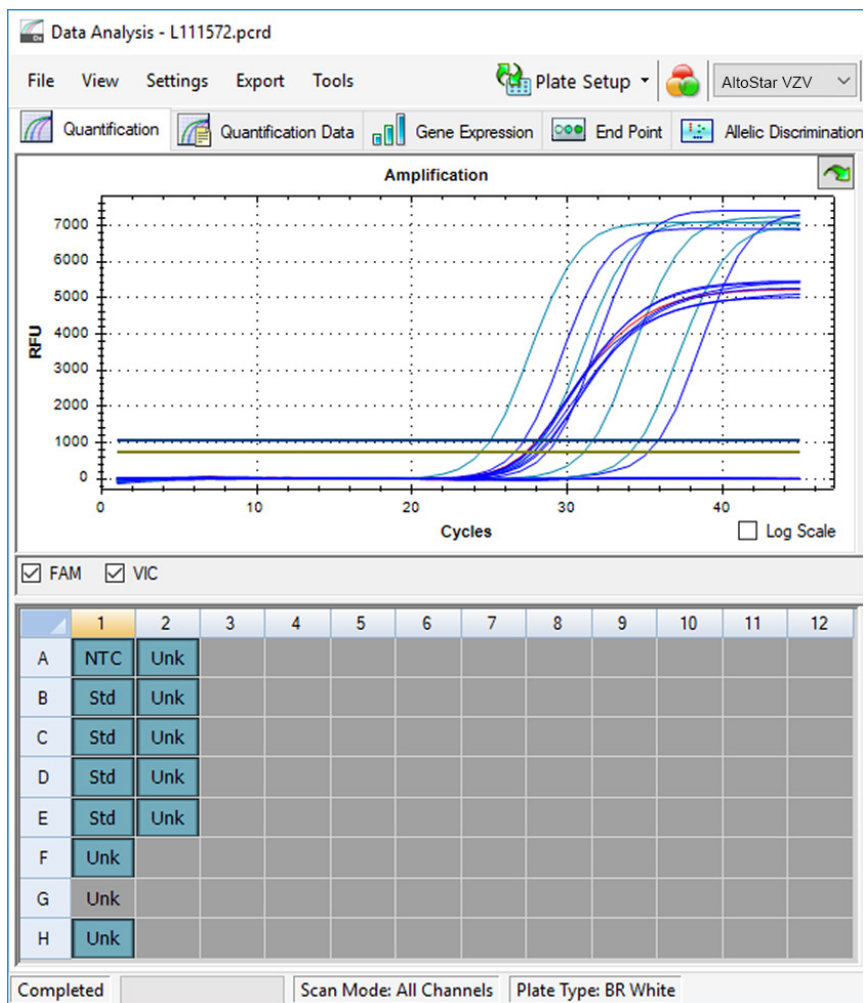 Data Analysis - L111572.pcrd
File View Settings Export Tools Plate Setup AltoStar VZV
Quantification Quantification Data Gene Expression End Point Allelic Discrimination
Amplification
7000
6000
5000
4000
3000
2000
1000
0
RFU
0 10 20 30 40
Cycles
Log Scale
FAM VIC
1 2 3 4 5 6 7 8 9 10 11 12
A NTC Unk
B Std Unk
C Std Unk
D Std Unk
E Std Unk
F Unk
G Unk
H Unk
Completed Scan Mode: All Channels Plate Type: BR White